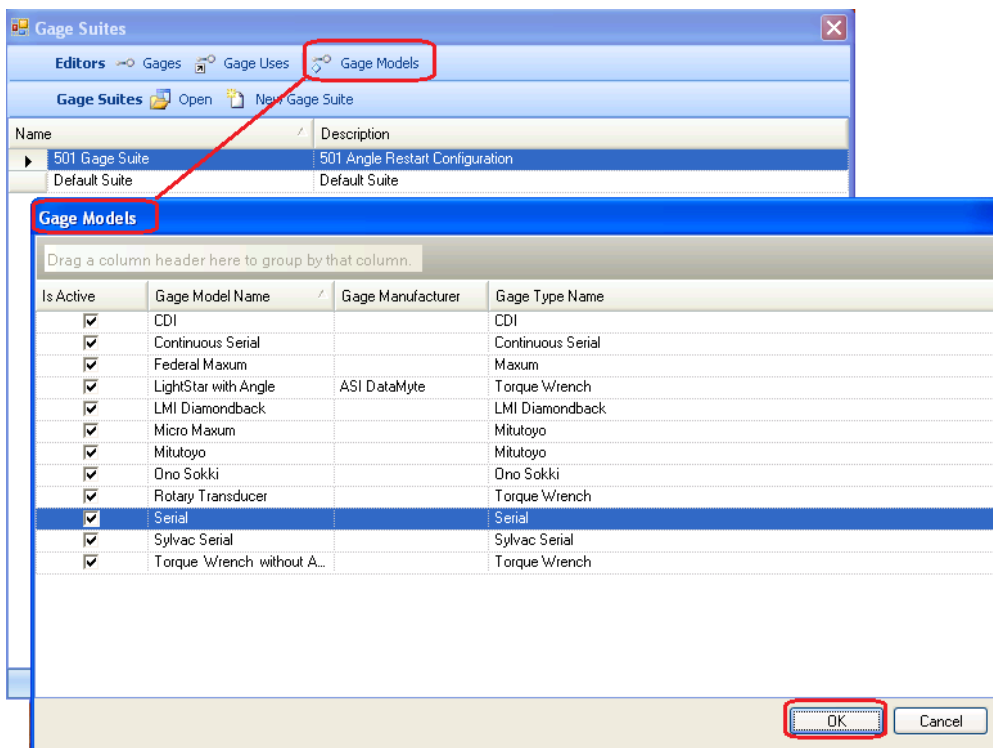 Gage Suites
Editors Gages Gage Uses Gage Models
Gage Suites Open New Gage Suite
Name Description
501 Gage Suite 501 Angle Restart Configuration
Default Suite Default Suite
Gage Models
Drag a column header here to group by that column.
Is Active Gage Model Name Gage Manufacturer Gage Type Name
CDI CDI
Continuous Serial Continuous Serial
Federal Maxum Maxum
LightStar with Angle ASI DataMyte Torque Wrench
LMI Diamondback LMI Diamondback
Micro Maxum Mitutoyo
Mitutoyo Mitutoyo
Ono Sokki Ono Sokki
Rotary Transducer Torque Wrench
Serial Serial
Sylvac Serial Sylvac Serial
Torque Wrench without A... Torque Wrench
OK Cancel